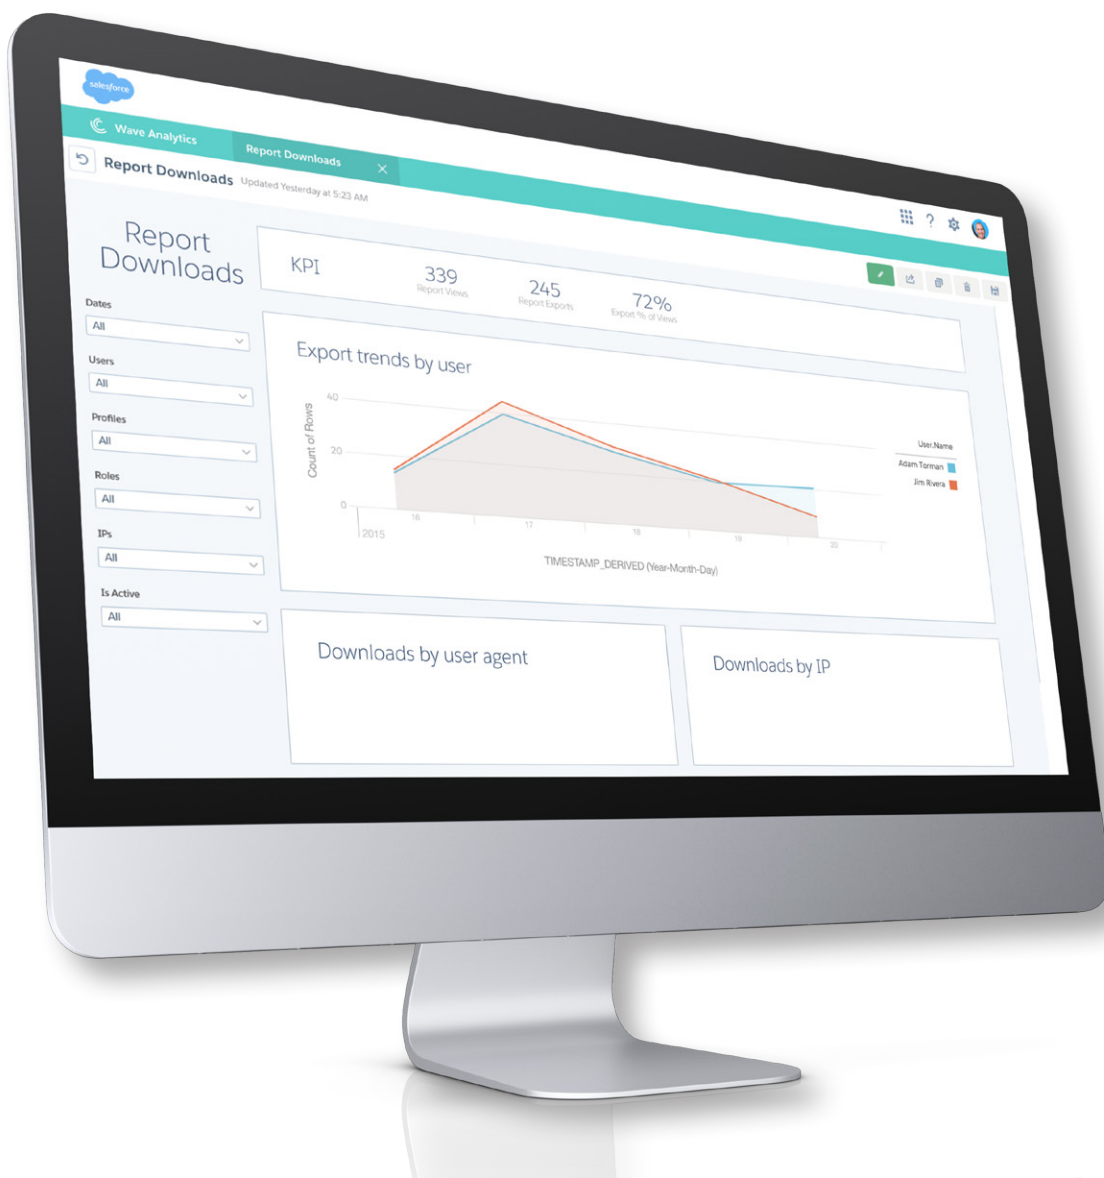 salesforce
Wave Analytics
Report Downloads
Report Downloads Updated Yesterday at 5:23 AM
?
Report
Downloads
Dates
All
Users
All
Profiles
All
Roles
All
IPs
All
Is Active
All
KPI
339
Report Views
245
Report Exports
72%
Export % of Views
Export trends by user
Count of Rows
40
20
0
16
17
18
19
20
2015
TIMESTAMP_DERIVED (Year-Month-Day)
User.Name
Adam Torman
Jim Rivera
Downloads by user agent
Downloads by IP